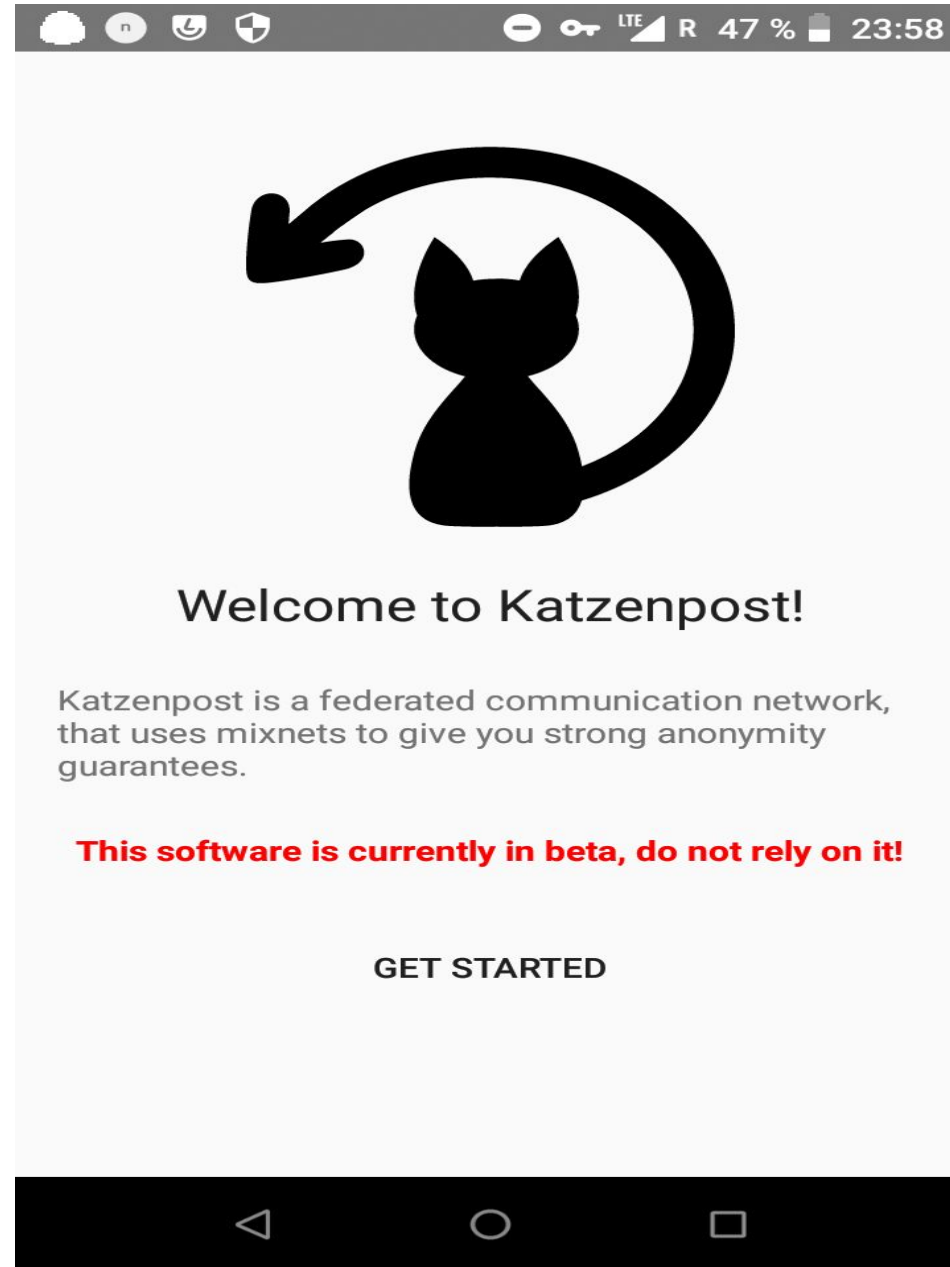 n
LTE R 47 % 23:58
Welcome to Katzenpost!
Katzenpost is a federated communication network,
that uses mixnets to give you strong anonymity
guarantees.
This software is currently in beta, do not rely on it!
GET STARTED